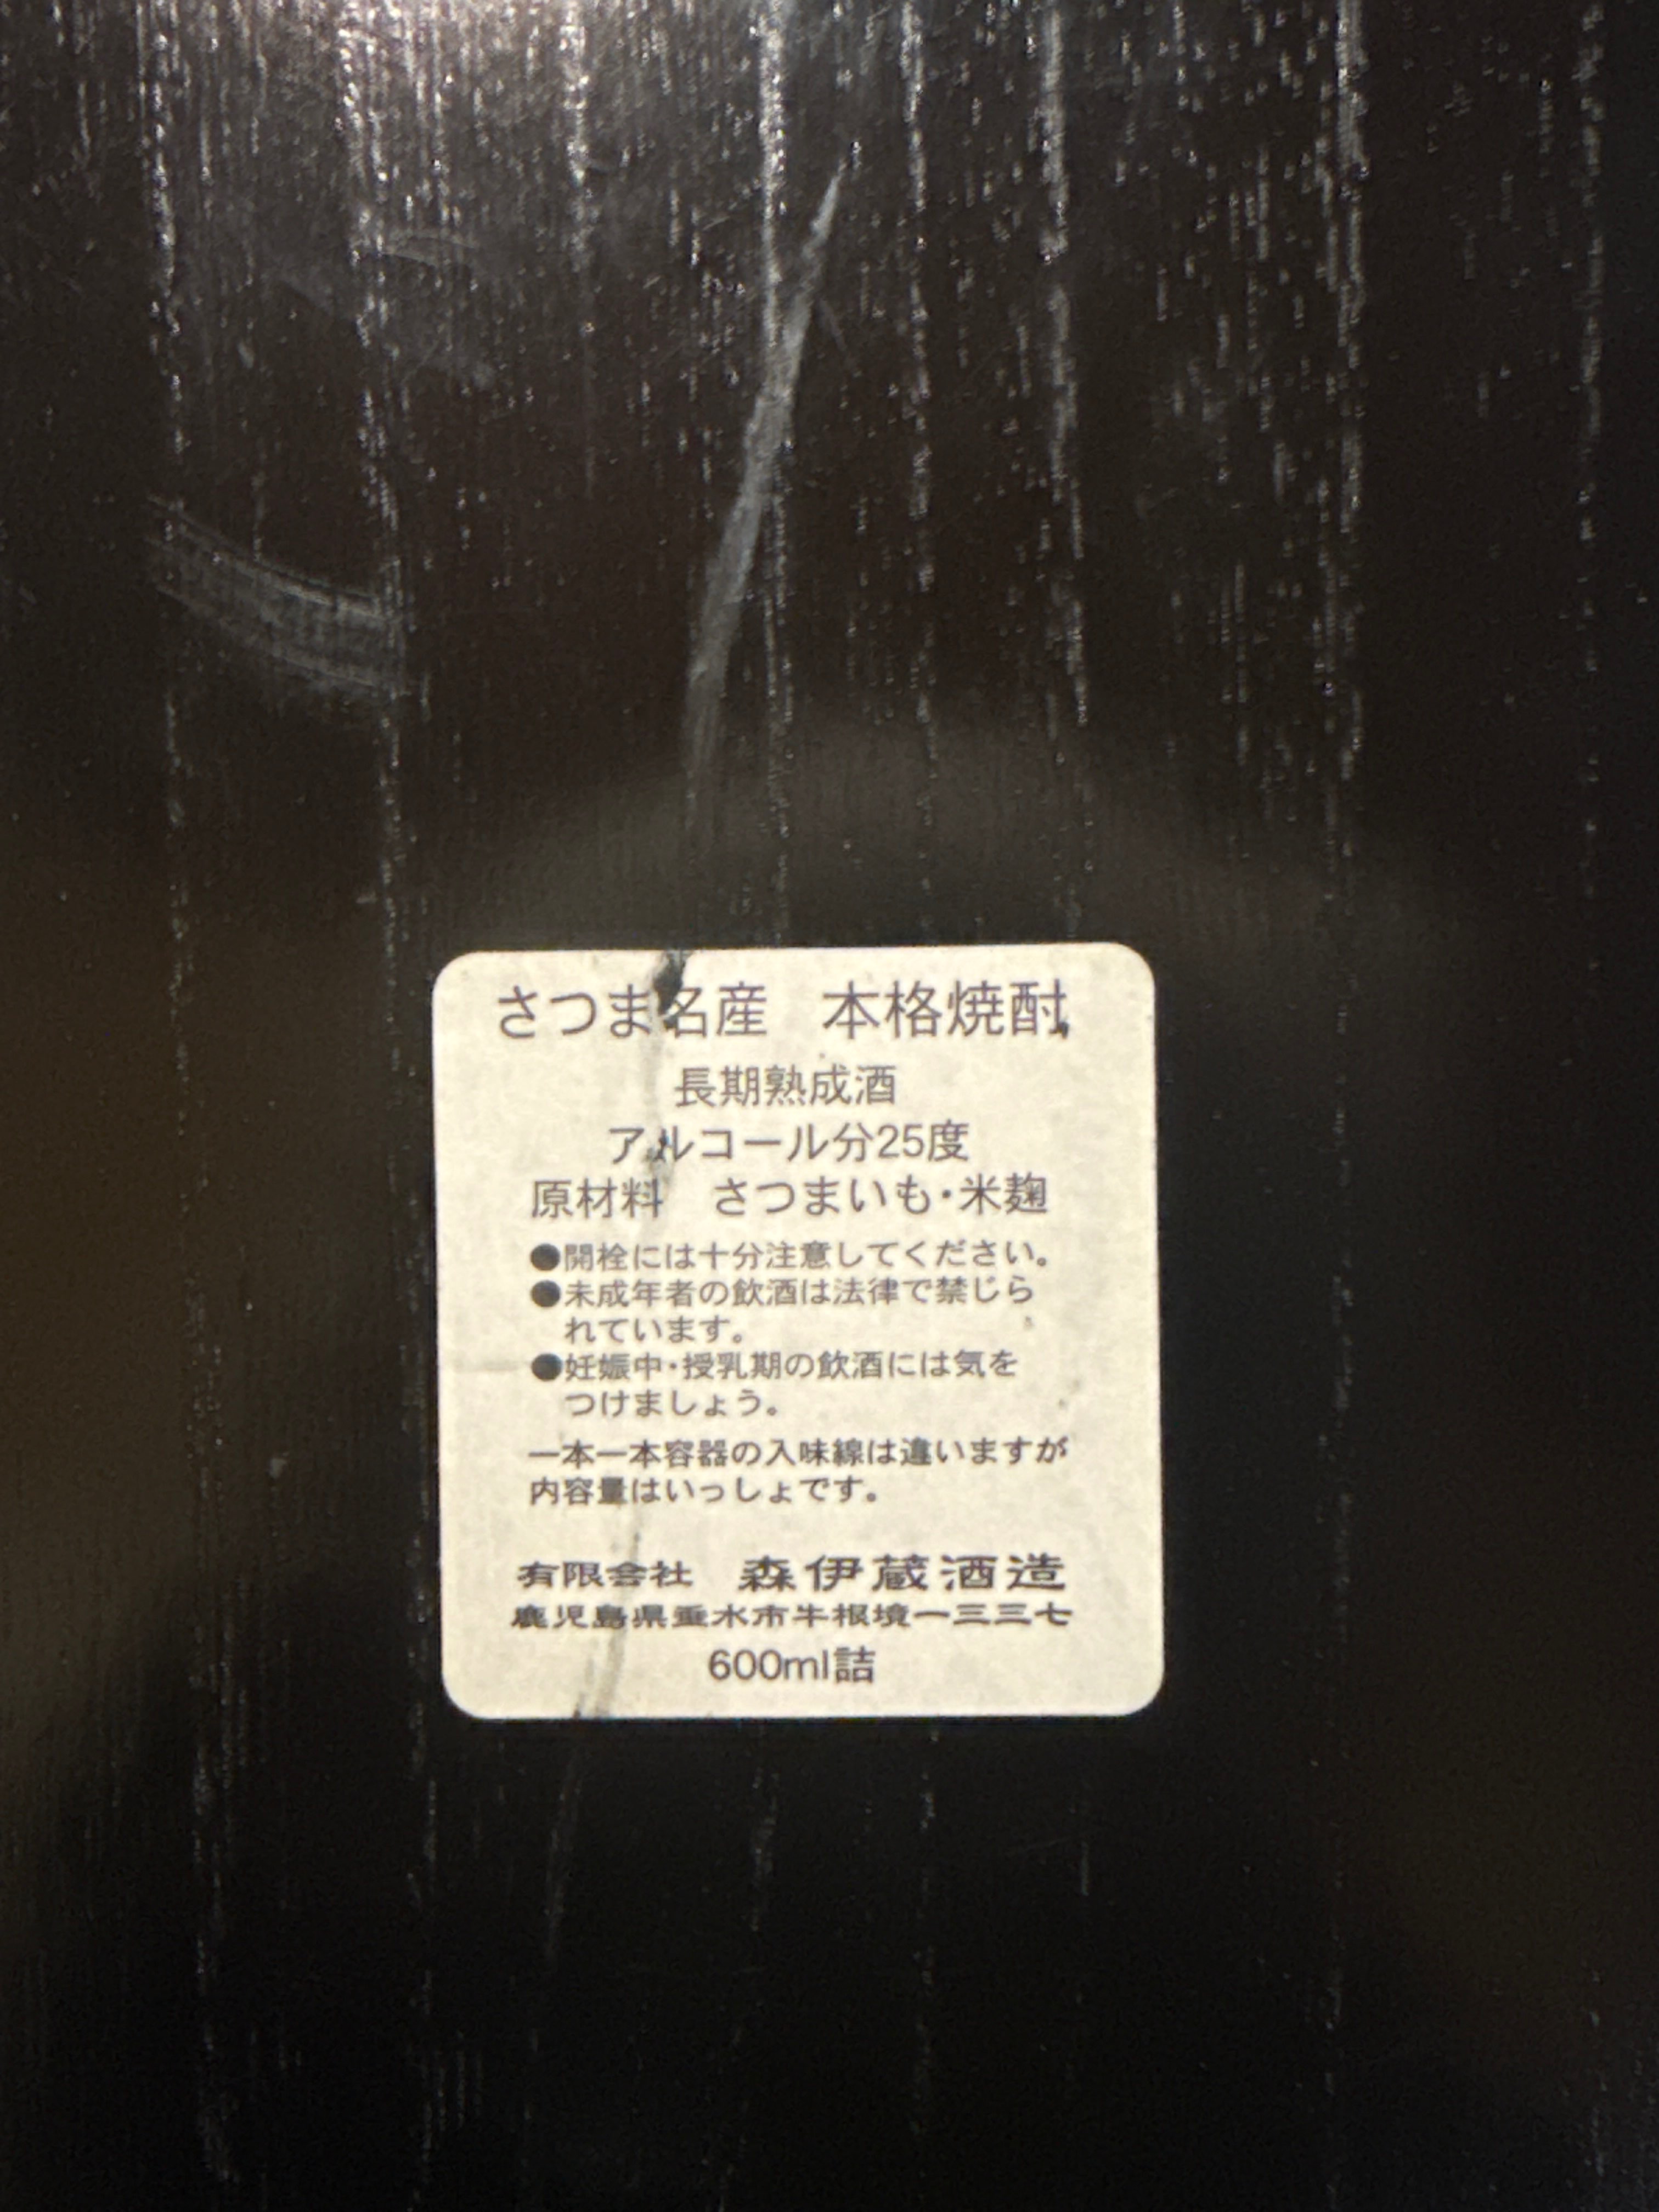 さつま名産　本格焼酎
長期熟成酒
アルコール分25度
原材料　さつまいも・米麹
●開栓には十分注意してください。
●未成年者の飲酒は法律で禁じら
れています。
●妊娠中・授乳期の飲酒には気を
つけましょう。
一本一本容器の入味線は違いますが
内容量はいっしょです。
有限会社　森伊蔵酒造
鹿児島県垂水市牛根境一三三七
600ml詰